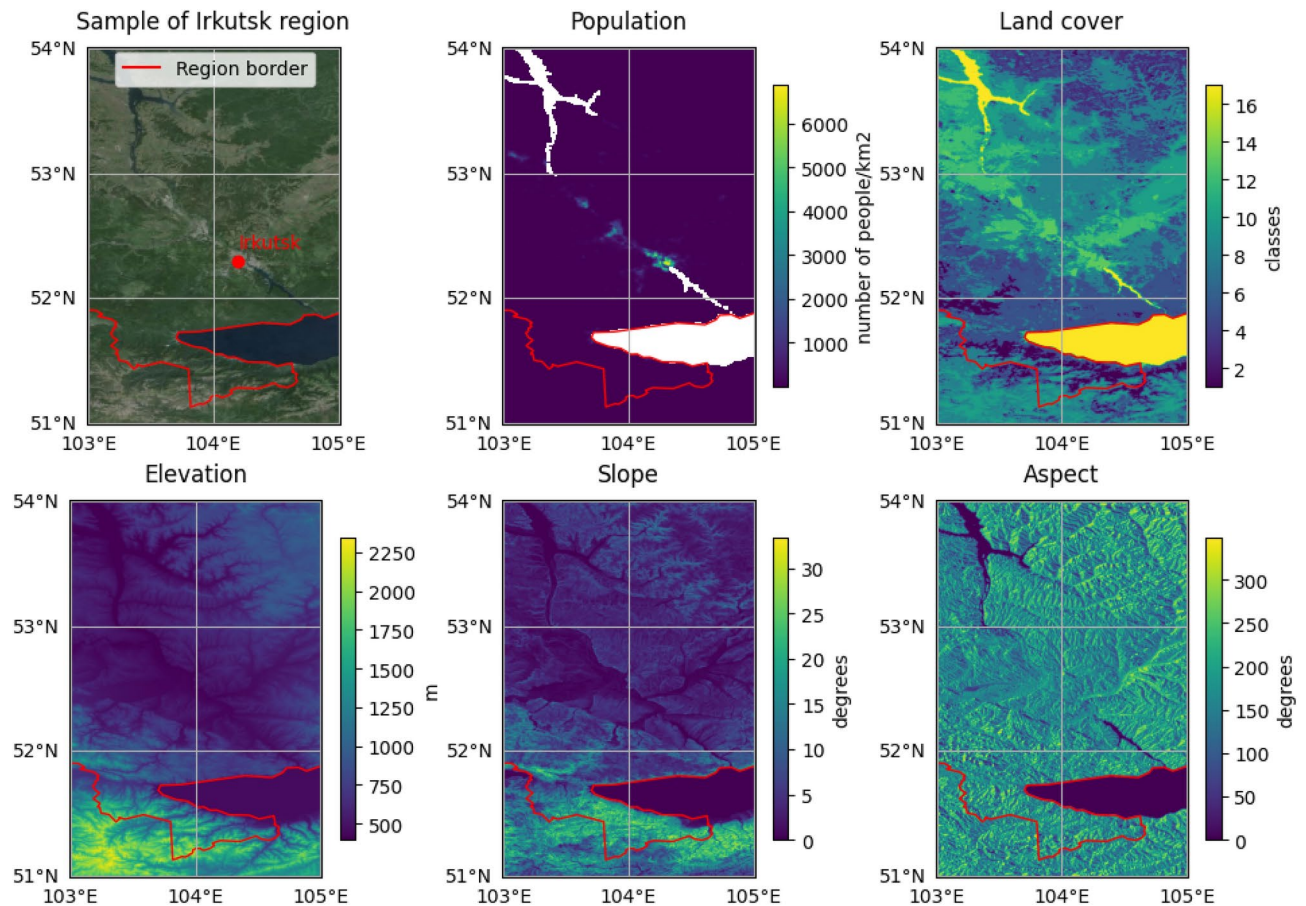 Sample of Irkutsk region
54°N
53°N
52°N
51°N
103°E
104°E
105°E
Region border
Irkutsk
Population
54°N
53°N
52°N
51°N
103°E
104°E
105°E
6000
5000
4000
3000
2000
1000
number of people/km2
Land cover
54°N
53°N
52°N
51°N
103°E
104°E
105°E
16
14
12
10
8
6
4
2
classes
Elevation
54°N
53°N
52°N
51°N
103°E
104°E
105°E
2250
2000
1750
1500
1250
1000
750
500
m
Slope
54°N
53°N
52°N
51°N
103°E
104°E
105°E
30
25
20
15
10
5
0
degrees
Aspect
54°N
53°N
52°N
51°N
103°E
104°E
105°E
300
250
200
150
100
50
0
degrees